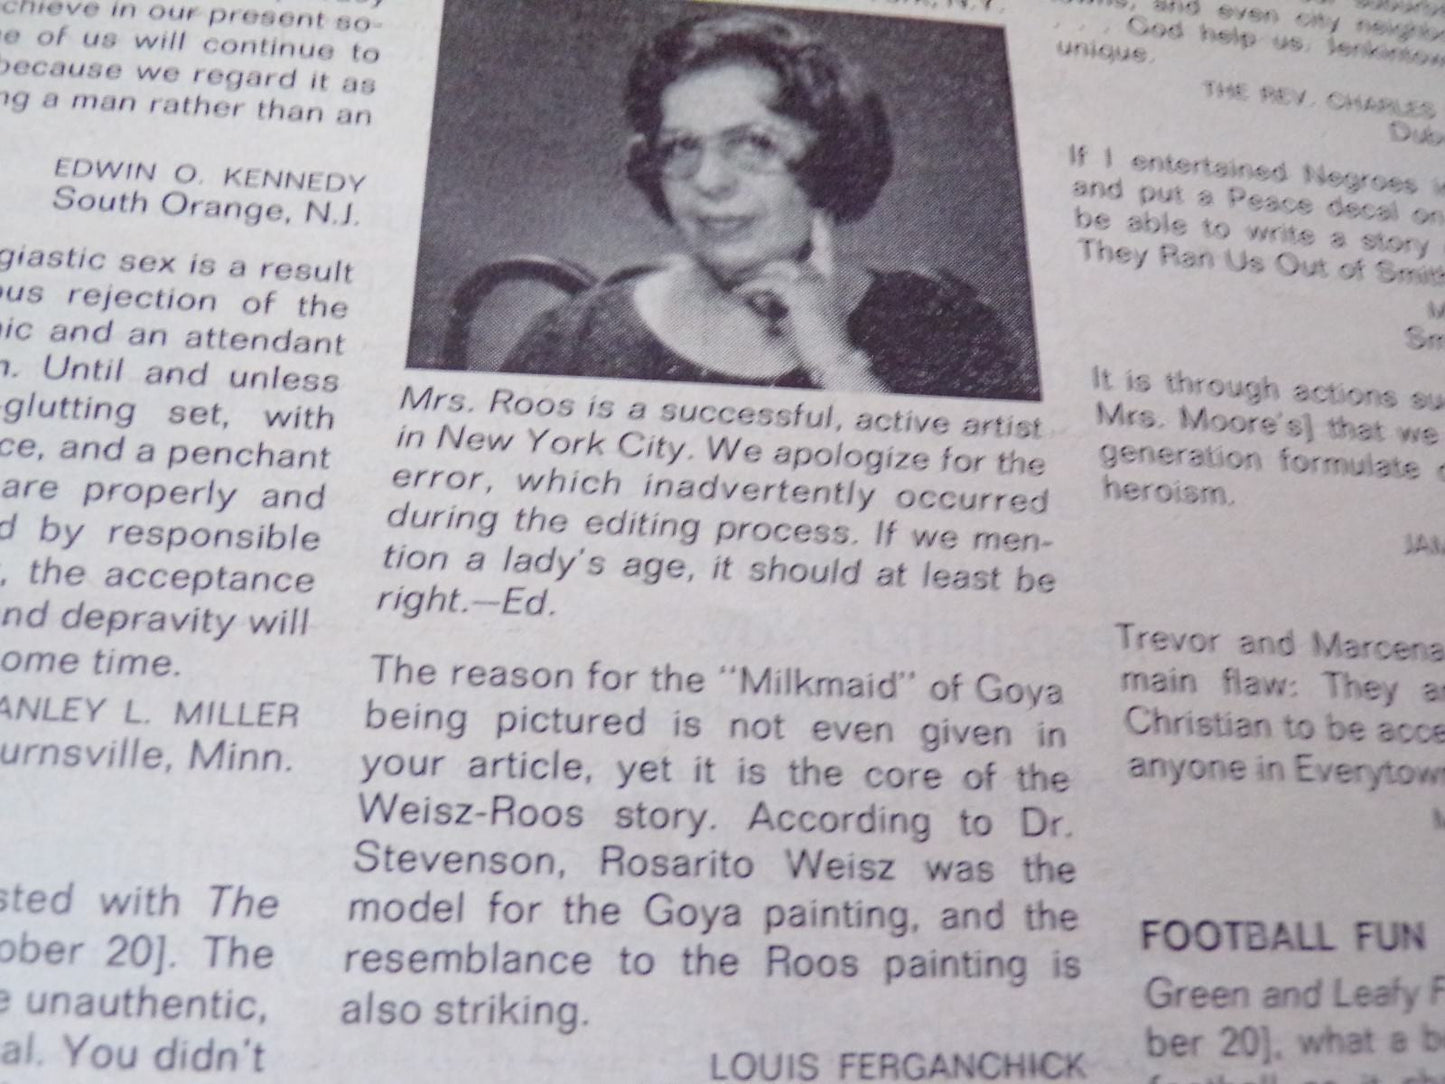 chieve in our present so-
e of us will continue to
because we regard it as
ng a man rather than an
EDWIN O. KENNEDY
South Orange, N.J.
giastic sex is a result
ous rejection of the
ic and an attendant
n. Until and unless
-glutting set, with
ce, and a penchant
are properly and
d by responsible
, the acceptance
nd depravity will
ome time.
ANLEY L. MILLER
urnsville, Minn.
sted with The
ober 20]. The
e unauthentic,
al. You didn't
Mrs. Roos is a successful, active artist
in New York City. We apologize for the
error, which inadvertently occurred
during the editing process. If we men-
tion a lady's age, it should at least be
right.—Ed.
The reason for the "Milkmaid" of Goya
being pictured is not even given in
your article, yet it is the core of the
Weisz-Roos story. According to Dr.
Stevenson, Rosarito Weisz was the
model for the Goya painting, and the
resemblance to the Roos painting is
also striking.
LOUIS FERGANCHICK
and even city neighbor
. . . . God help us, Jenkintown
unique.
THE REV. CHARLES
Dub
If I entertained Negroes
and put a Peace decal on
be able to write a story
They Ran Us Out of Smith
M
Sm
It is through actions su
Mrs. Moore's] that we
generation formulate
heroism.
JAM
Trevor and Marcena
main flaw: They a
Christian to be acce
anyone in Everytown
M
FOOTBALL FUN
Green and Leafy F
ber 20], what a b